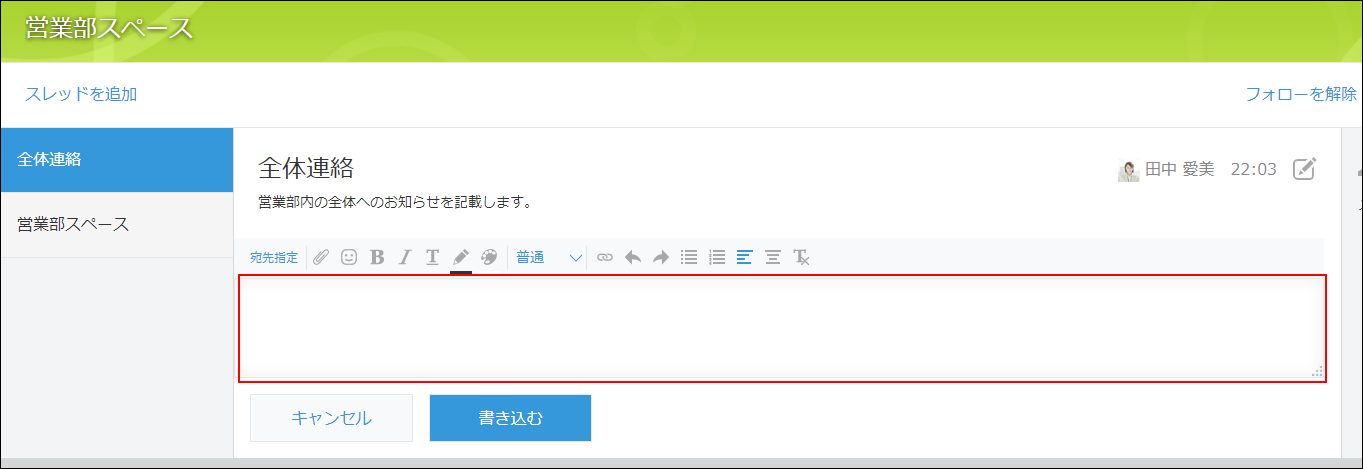 営業部スペース
スレッドを追加
フォローを解除
全体連絡
営業部スペース
全体連絡
田中 愛美 22:03
営業部内の全体へのお知らせを記載します。
宛先指定 B I T 普通
キャンセル 書き込む